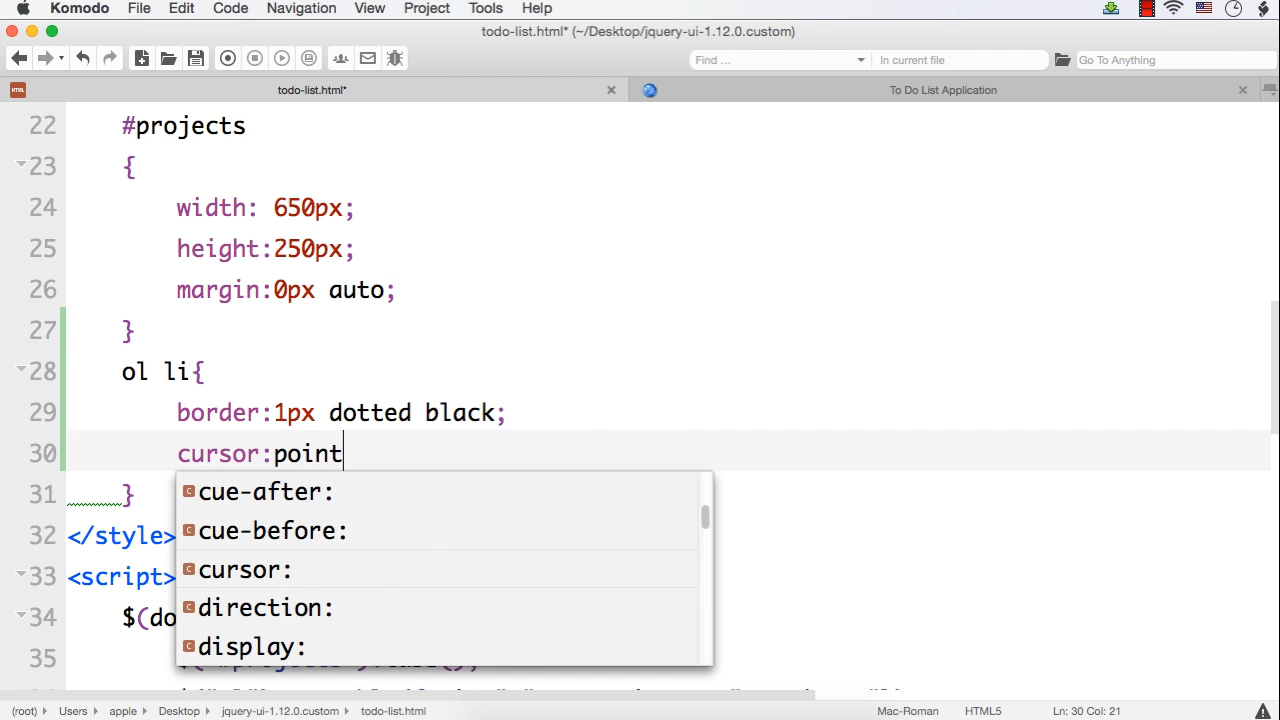 Komodo File Edit Code Navigation View Project Tools Help
todo-list.html* (~/Desktop/jquery-ui-1.12.0.custom)
Find ... In current file Go To Anything
HTML todo-list.html* To Do List Application
22 #projects
23 {
24 width: 650px;
25 height:250px;
26 margin:0px auto;
27 }
28 ol li{
29 border:1px dotted black;
30 cursor:point
31 }
C cue-after:
C cue-before:
32 </style>
C cursor:
33 <script>
C direction:
34 $(do
C display:
35
(root) Users apple Desktop jquery-ui-1.12.0.custom todo-list.html Mac-Roman HTML5 Ln: 30 Col: 21